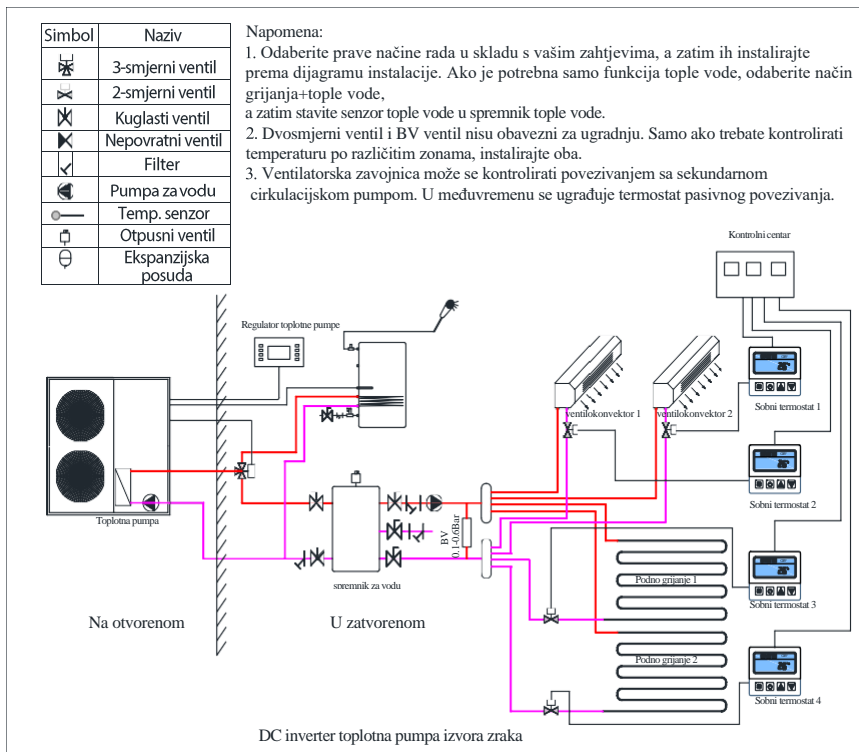 Simbol Naziv
3-smjerni ventil
2-smjerni ventil
Kuglasti ventil
Nepovratni ventil
Filter
Pumpa za vodu
Temp. senzor
Otpusni ventil
Ekspanzijska
posuda
Napomena:
1. Odaberite prave načine rada u skladu s vašim zahtjevima, a zatim ih instalirajte
prema dijagramu instalacije. Ako je potrebna samo funkcija tople vode, odaberite način
grijanja+tople vode,
a zatim stavite senzor tople vode u spremnik tople vode.
2. Dvosmjerni ventil i BV ventil nisu obavezni za ugradnju. Samo ako trebate kontrolirati
temperaturu po različitim zonama, instalirajte oba.
3. Ventilatorska zavojnica može se kontrolirati povezivanjem sa sekundarnom
cirkulacijskom pumpom. U međuvremenu se ugrađuje termostat pasivnog povezivanja.
Kontrolni centar
Regulator toplotne pumpe
ventilokonvektor 1
ventilokonvektor 2
Sobni termostat 1
Sobni termostat 2
Toplotna pumpa
BV
0.1-0.6Bar
spremnik za vodu
Podno grijanje 1
Sobni termostat 3
Na otvorenom
U zatvorenom
Podno grijanje 2
Sobni termostat 4
DC inverter toplotna pumpa izvora zraka